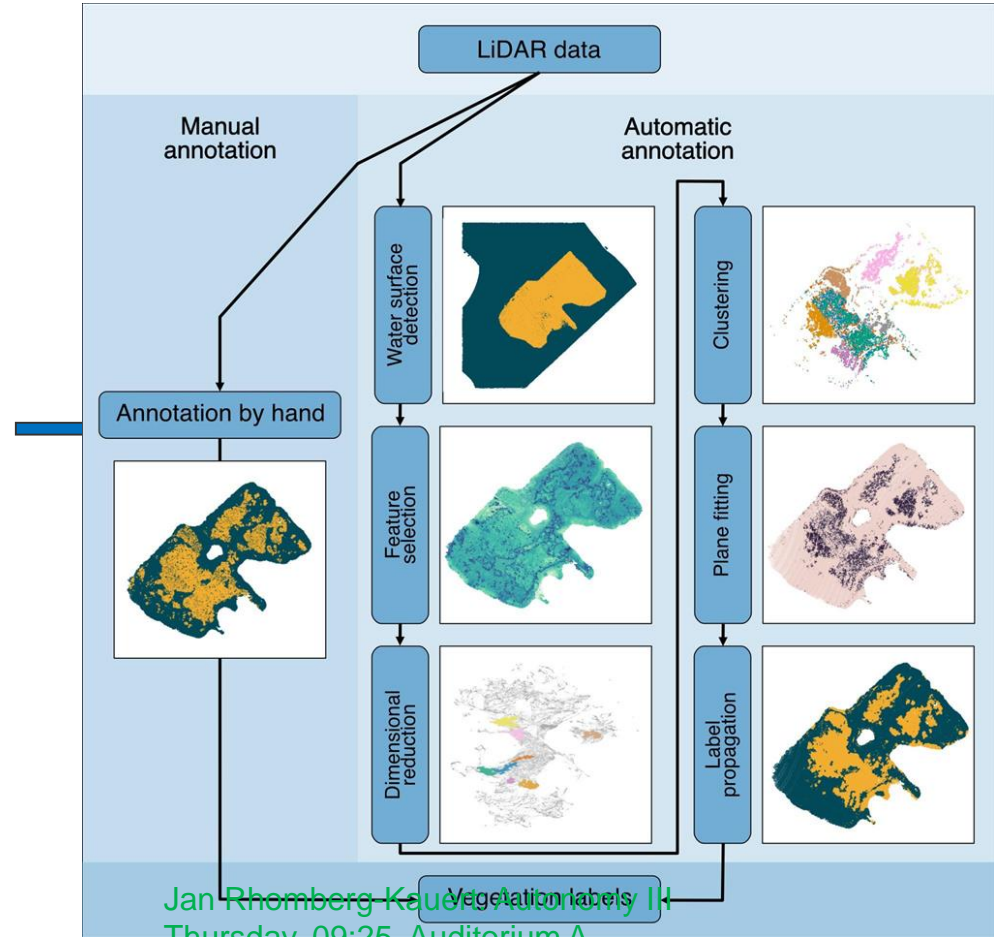 LiDAR data
Manual
annotation
Automatic
annotation
Water surface
detection
Clustering
Annotation by hand
Feature
selection
Plane fitting
Dimensional
reduction
Label
propagation
Vegetation labels
Jan Rhomberg-Kauert: Autonomy III
Thursday, 09:25, Auditorium A